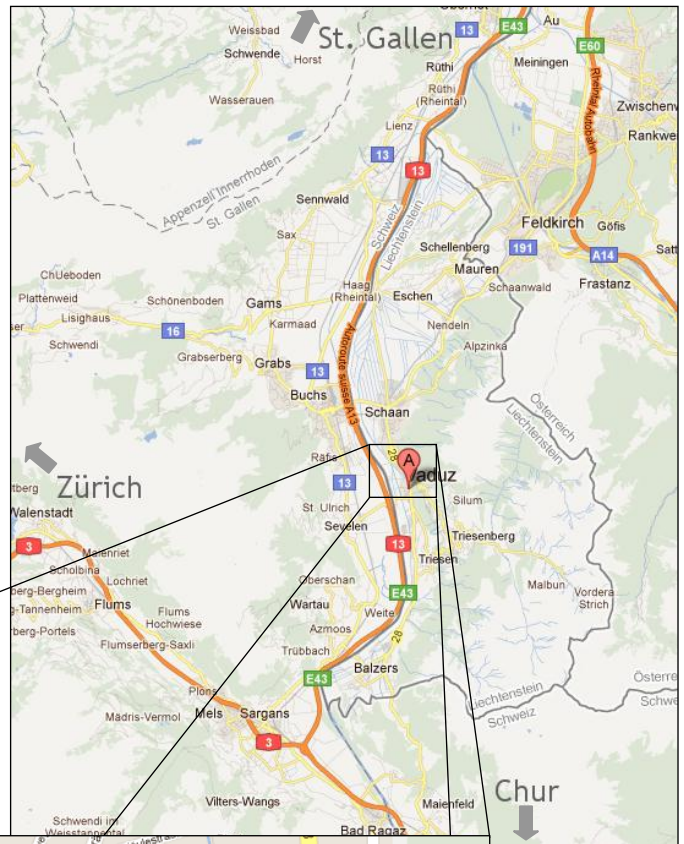 E43
Au
Weissbad
St. Gallen
13
E60
Schwende
Horst
Rüthi
Meiningen
Rheintal Autobahn
Wasserauen
Rüthi
(Rheintal)
Lienz
13
13
Appenzell Innerrhoden
St. Gallen
Sennwald
Schweiz
Liechtenstein
Feldkirch
Göfis
Sax
Schellenberg
191
A14
Mauren
Frastanz
ChUeboden
Plattenweid
Schönenboden
Gams
Haag
(Rheintal)
Eschen
Schaanwald
Lisighaus
16
Karmaad
Nendeln
Schwendi
Grabserberg
Grabs
13
Autoroute suisse A13
Alpzinka
Buchs
Schaan
Österreich
Liechtenstein
Räfis
28
A
Zürich
13
Silum
Walenstadt
St. Ulrich
Sevelen
Triesenberg
3
13
Triesen
Lochriet
Oberschan
E43
Malbun
Vordera
Strich
Flums
Wartau
Flums
Hochwiese
Azmoos
Weite
28
Flumserberg-Saxli
Trübbach
Balzers
E43
Plons
Liechtenstein
Schweiz
Mädris-Vermol
Mels
Sargans
3
Vilters-Wangs
Chur
Maienfeld
Schwendi im
Weisstannental
Bad Ragaz